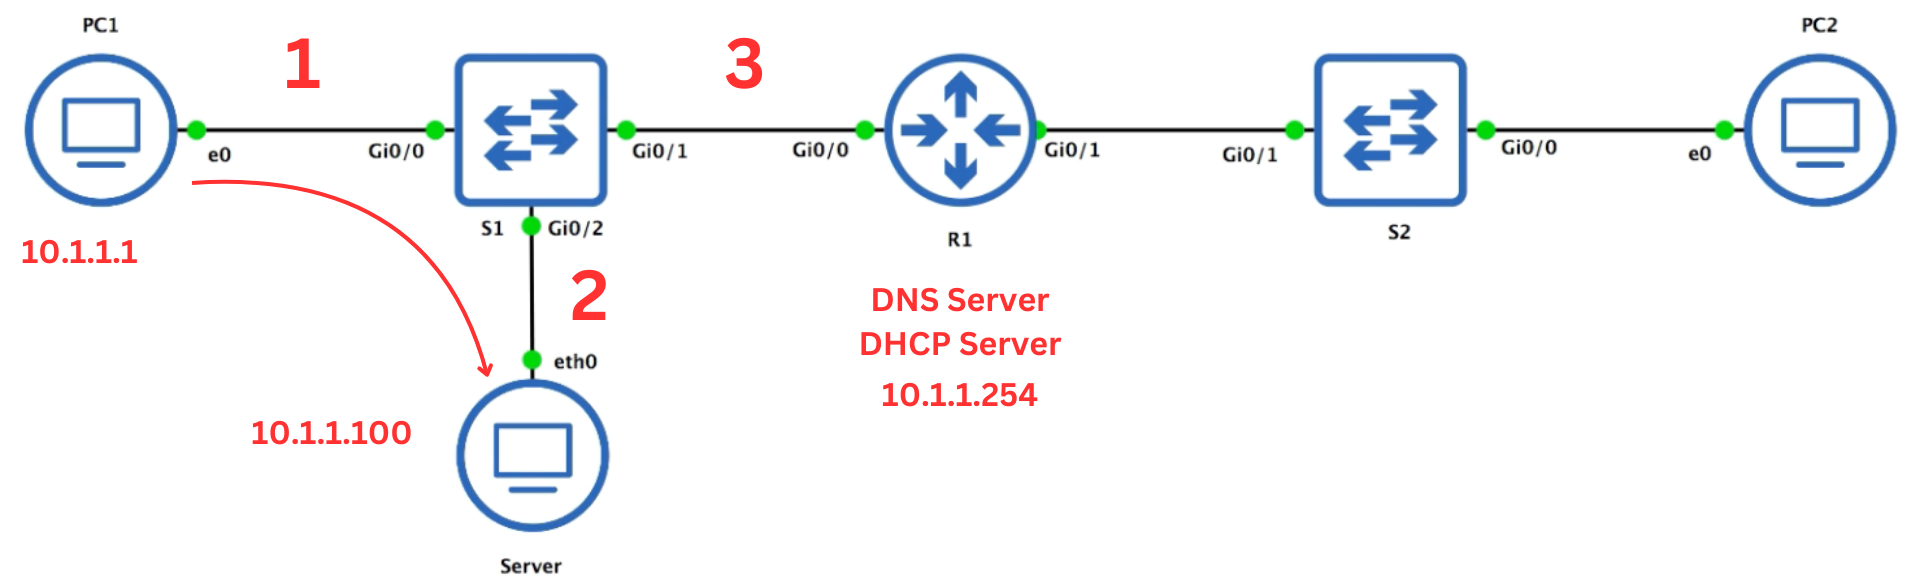 PC1
PC2
1
3
e0
Gi0/0
Gi0/1
Gi0/0
Gi0/1
Gi0/1
Gi0/0
e0
S1
Gi0/2
R1
S2
10.1.1.1
2
DNS Server
DHCP Server
10.1.1.254
eth0
10.1.1.100
Server